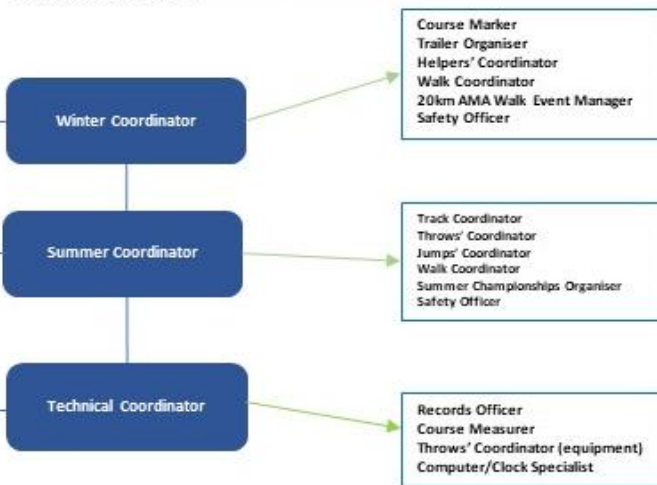 Winter Coordinator
Course Marker
Trailer Organiser
Helpers' Coordinator
Walk Coordinator
20km AMA Walk Event Manager
Safety Officer
Summer Coordinator
Track Coordinator
Throws' Coordinator
Jumps' Coordinator
Walk Coordinator
Summer Championships Organiser
Safety Officer
Technical Coordinator
Records Officer
Course Measurer
Throws' Coordinator (equipment)
Computer/Clock Specialist